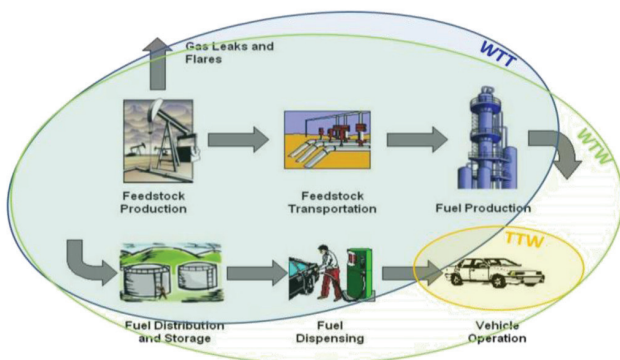 Gas Leaks and
Flares
WTT
WTW
Feedstock
Production
Feedstock
Transportation
Fuel Production
TTW
Fuel Distribution
and Storage
Fuel
Dispensing
Vehicle
Operation